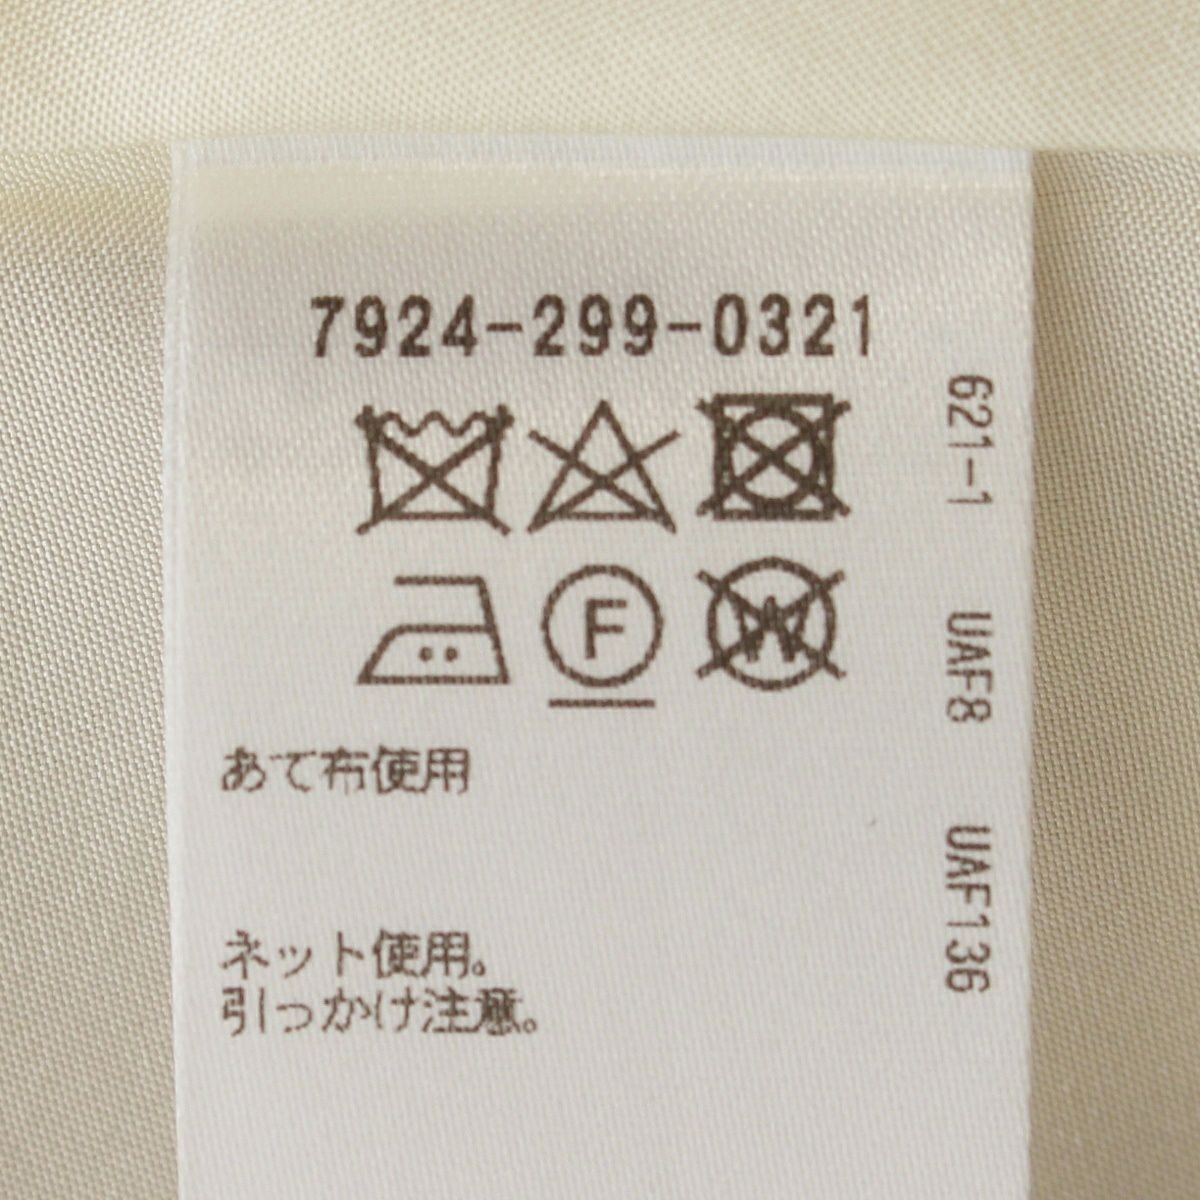 7924-299-0321
F
W
あて布使用
ネット使用。
引っかけ注意。
621-1 UAF8 UAF136